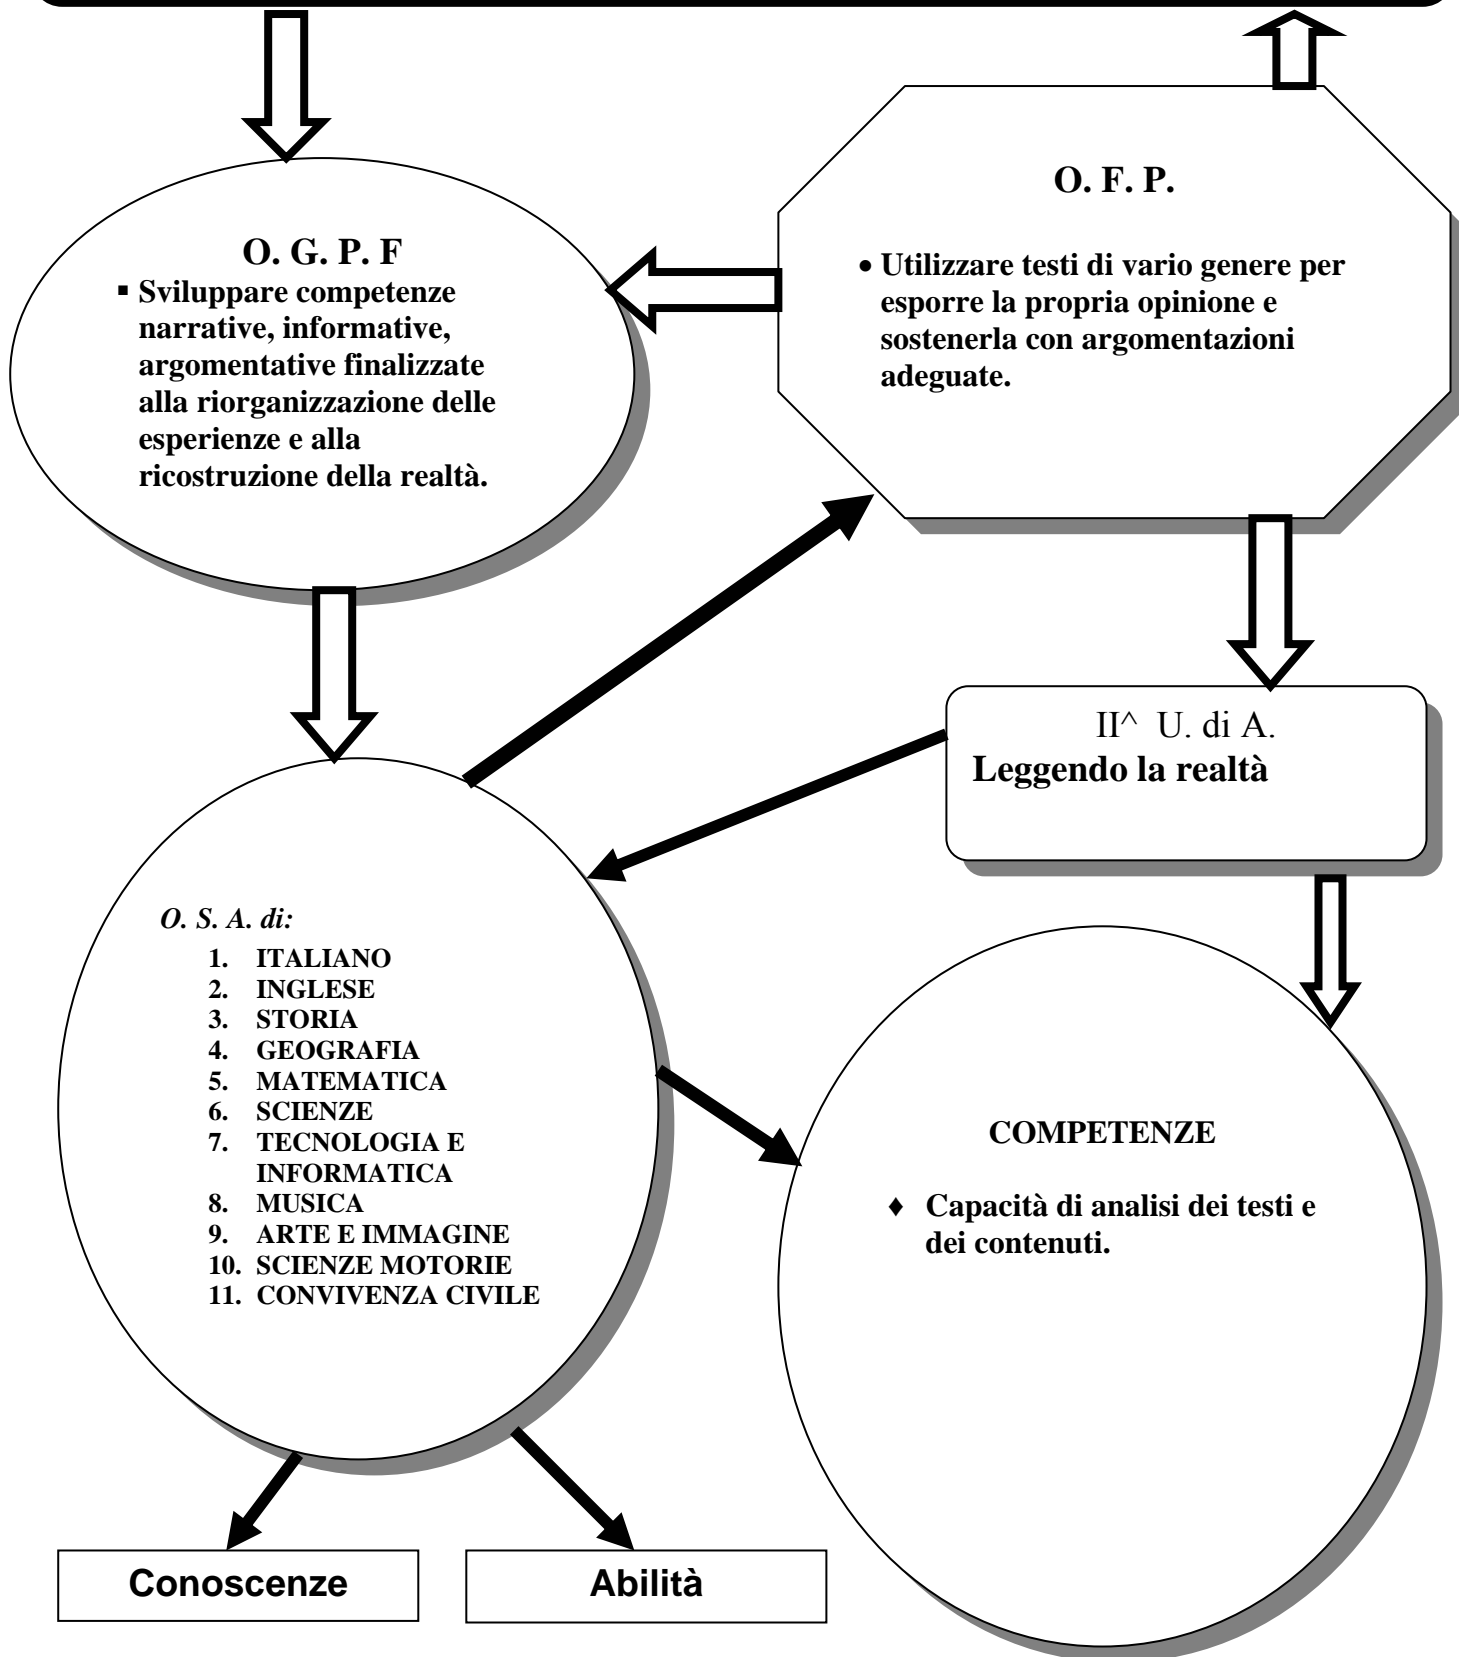 O. G. P. F
▪ Sviluppare competenze
narrative, informative,
argomentative finalizzate
alla riorganizzazione delle
esperienze e alla
ricostruzione della realtà.
O. F. P.
• Utilizzare testi di vario genere per
esporre la propria opinione e
sostenerla con argomentazioni
adeguate.
II^ U. di A.
Leggendo la realtà
O. S. A. di:
1. ITALIANO
2. INGLESE
3. STORIA
4. GEOGRAFIA
5. MATEMATICA
6. SCIENZE
7. TECNOLOGIA E
INFORMATICA
8. MUSICA
9. ARTE E IMMAGINE
10. SCIENZE MOTORIE
11. CONVIVENZA CIVILE
COMPETENZE
♦ Capacità di analisi dei testi e
dei contenuti.
Conoscenze
Abilità